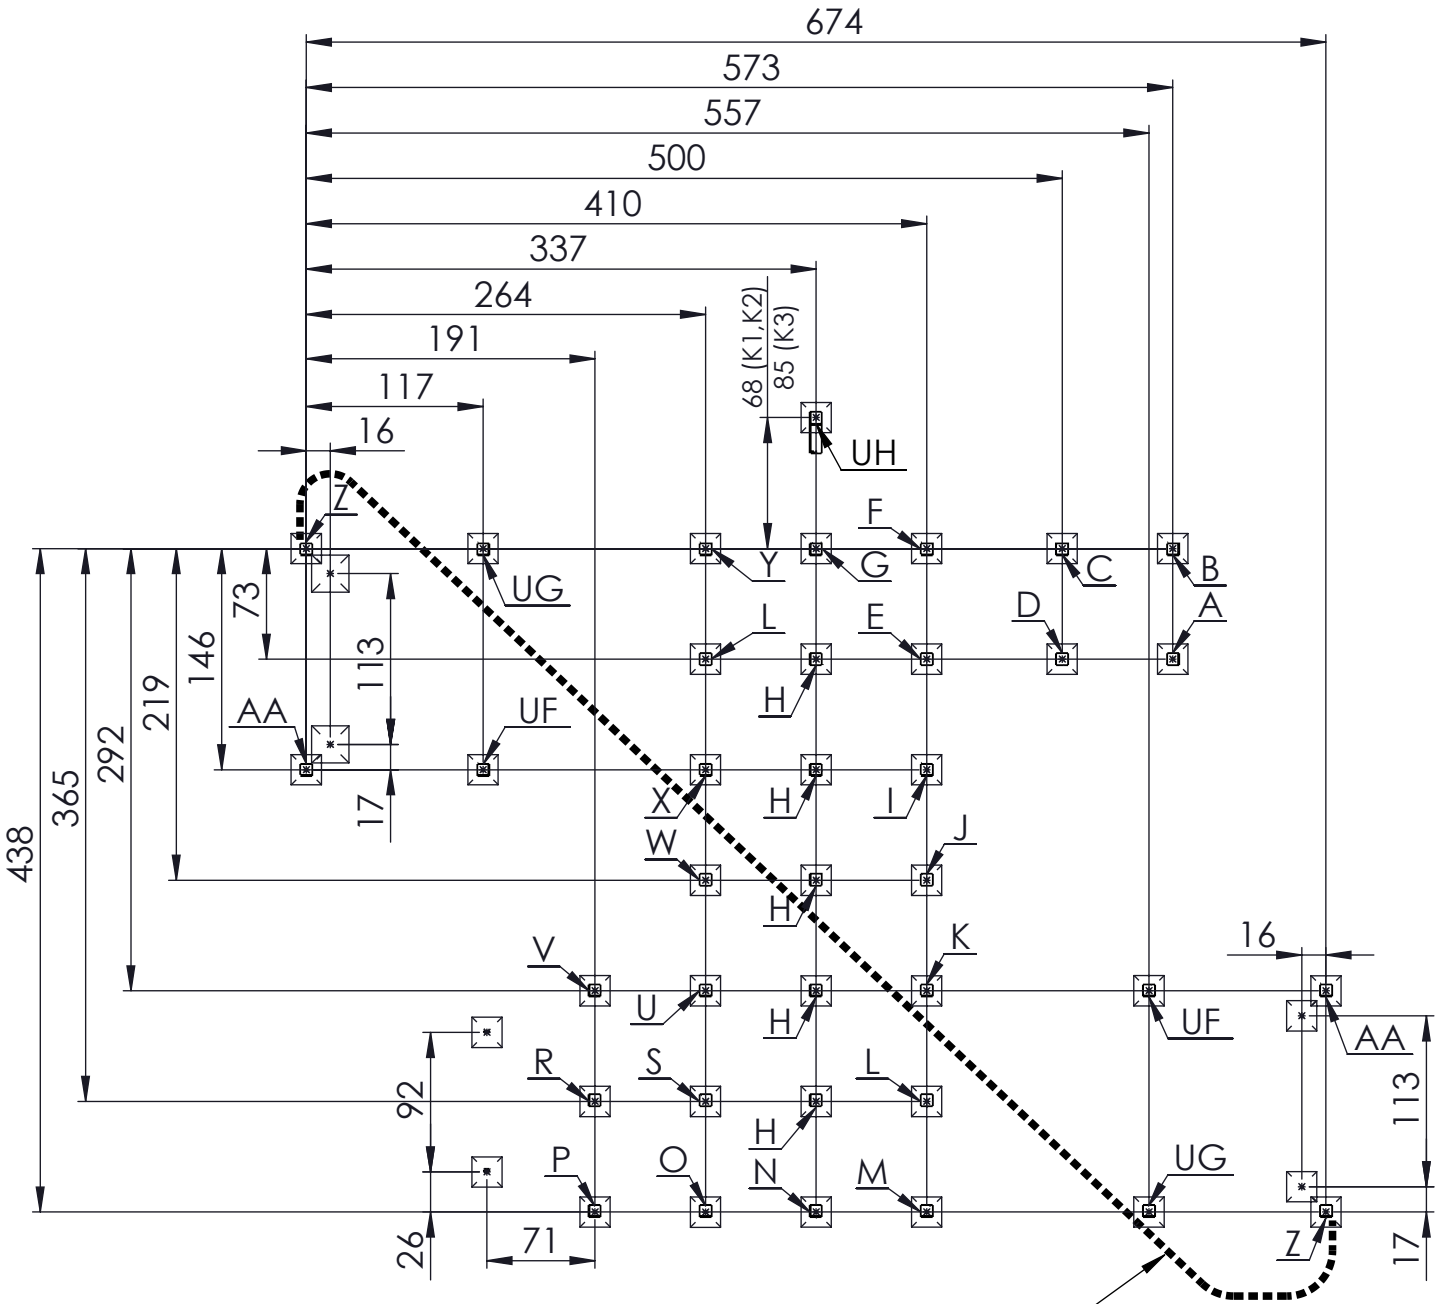 674
573
557
500
410
337
264
68 (K1,K2)
85 (K3)
191
117
16
UH
Z
F
UG
Y
G
C
B
73
L
E
D
A
146
113
H
219
AA
UF
292
17
X
H
I
365
W
J
438
H
V
K
16
U
H
UF
AA
R
S
L
92
113
H
P
O
N
M
UG
26
71
Z
17